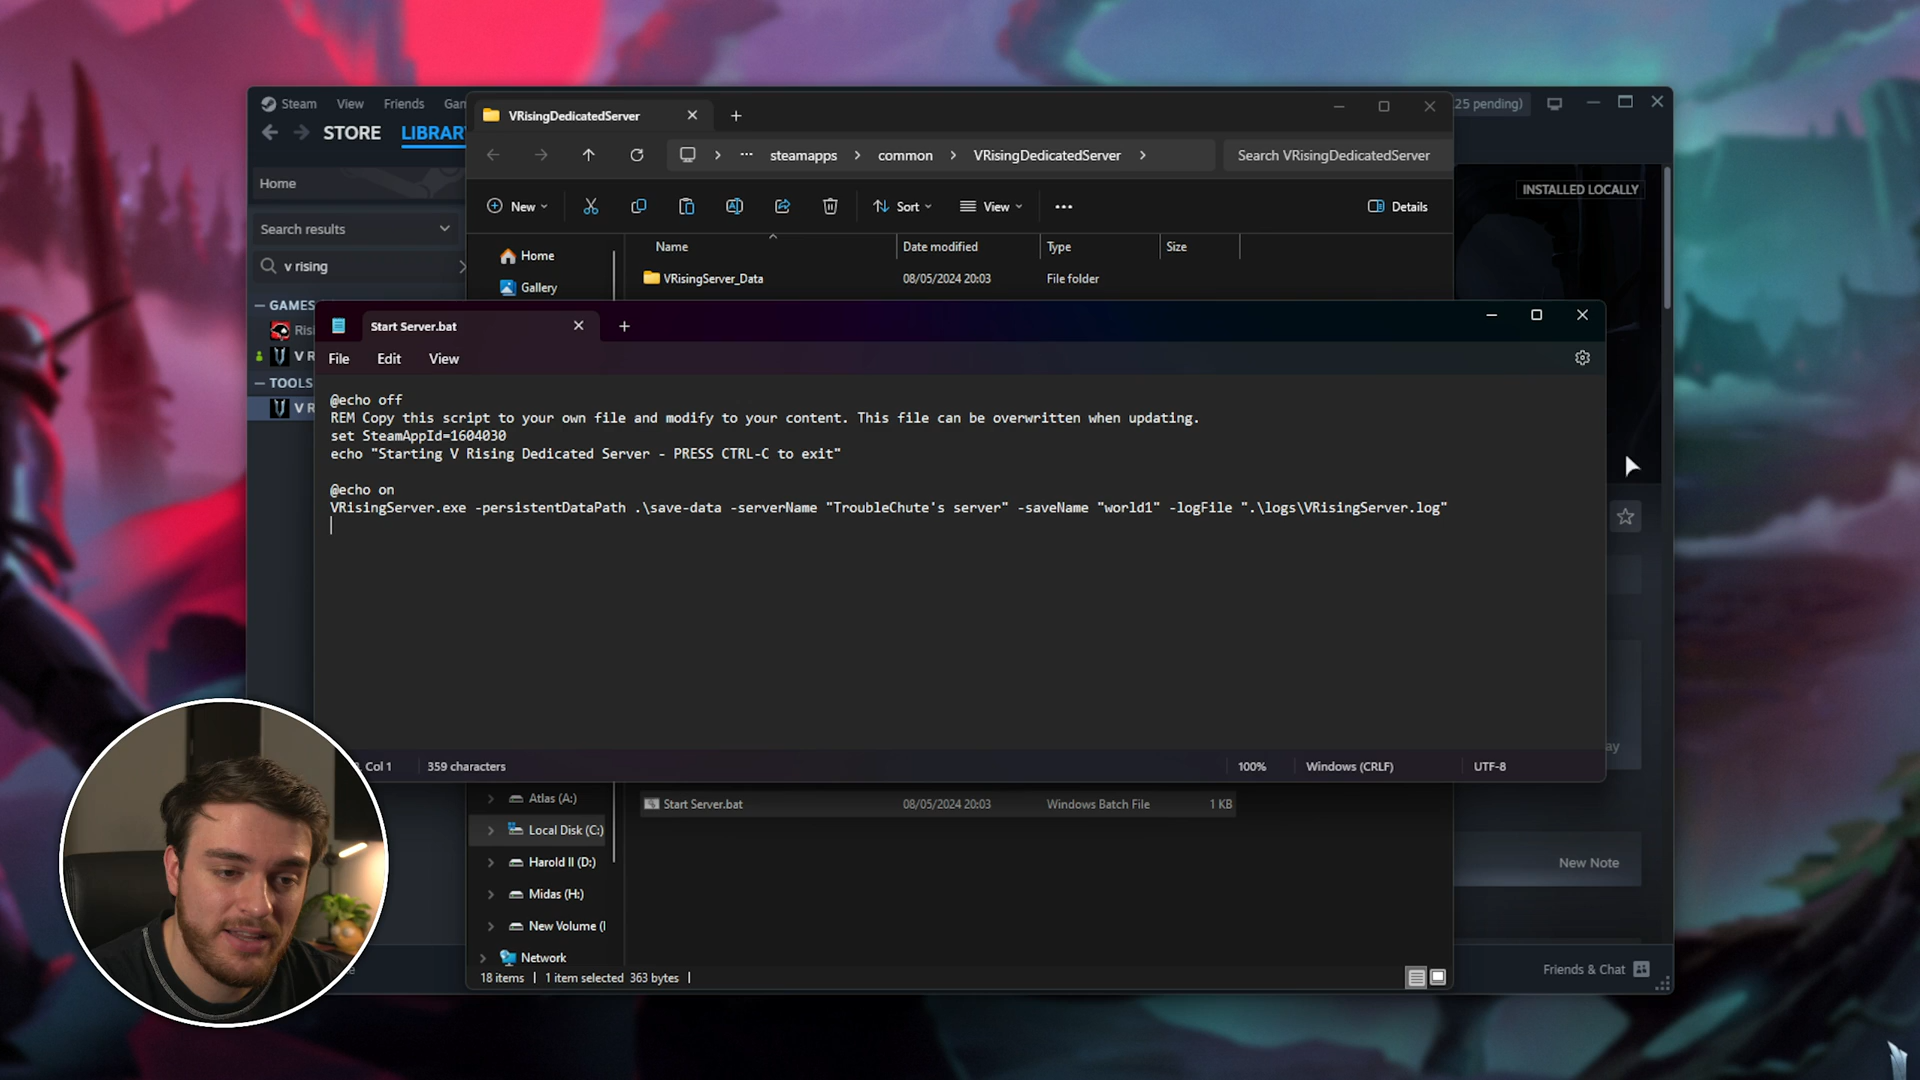 Steam
View
Friends
STORE
Home
Search results
v rising
GAMES
TOOLS
25 pending)
INSTALLED LOCALLY
VRisingDedicatedServer
steamapps
common
VRisingDedicatedServer
Search VRisingDedicatedServer
New
Sort
View
Details
Name
Date modified
Type
Size
Home
Gallery
VRisingServer_Data
08/05/2024 20:03
File folder
Start Server.bat
File
Edit
View
@echo off
REM Copy this script to your own file and modify to your content. This file can be overwritten when updating.
set SteamAppId=1604030
echo "Starting V Rising Dedicated Server - PRESS CTRL-C to exit"
@echo on
VRisingServer.exe -persistentDataPath .\save-data -serverName "TroubleChute's server" -saveName "world1" -logFile ".\logs\VRisingServer.log"
Col 1
359 characters
100%
Windows (CRLF)
UTF-8
Atlas (A:)
Local Disk (C:)
Harold II (D:)
Midas (H:)
New Volume (
Network
Start Server.bat
08/05/2024 20:03
Windows Batch File
1 KB
18 items
1 item selected 363 bytes
New Note
Friends & Chat